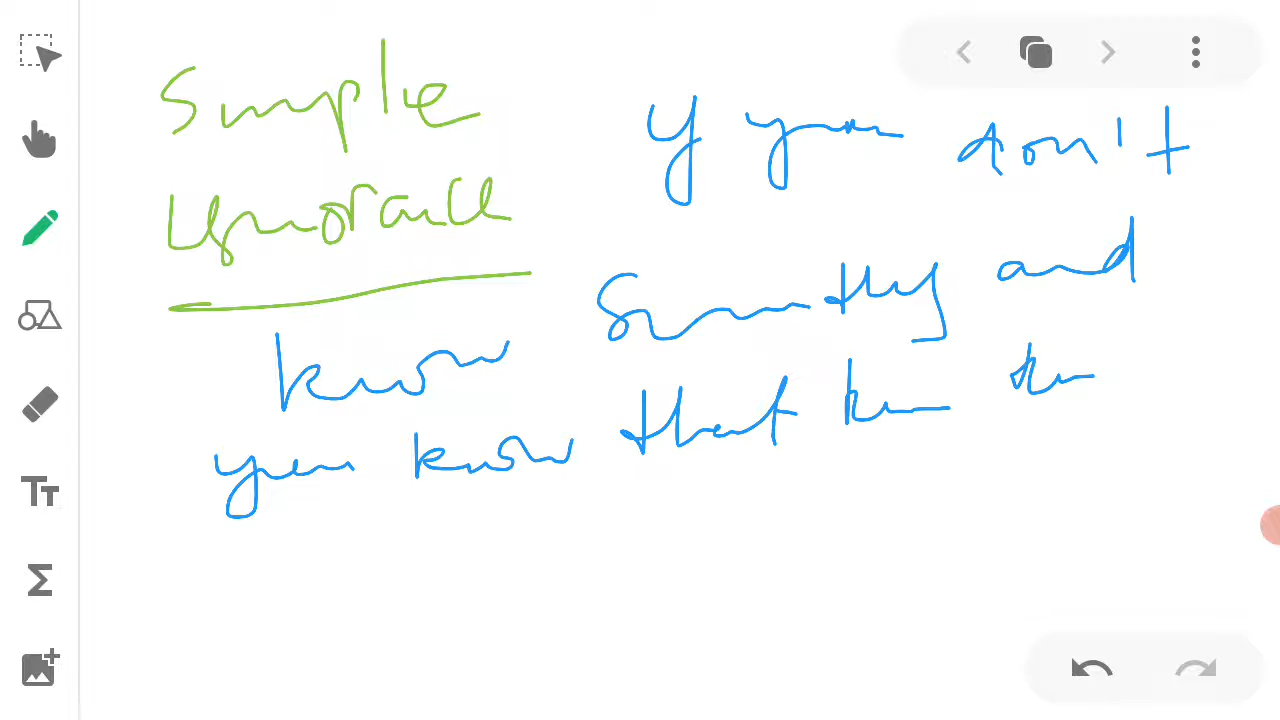 Simple
Ignorance
If you don't
know Something and
you know that